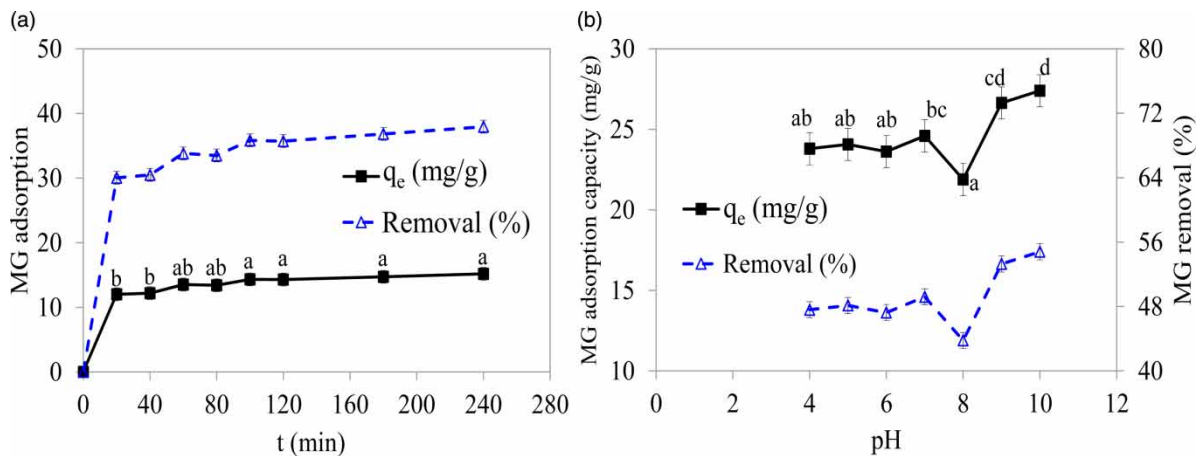 (a)
50
40
30
20
10
0
MG adsorption
qe (mg/g)
Removal (%)
b b ab ab a a a a
0 40 80 120 160 200 240 280
t (min)
(b)
30
25
20
15
10
MG adsorption capacity (mg/g)
ab ab ab bc a cd d
qe (mg/g)
Removal (%)
80
72
64
56
48
40
MG removal (%)
0 2 4 6 8 10 12
pH